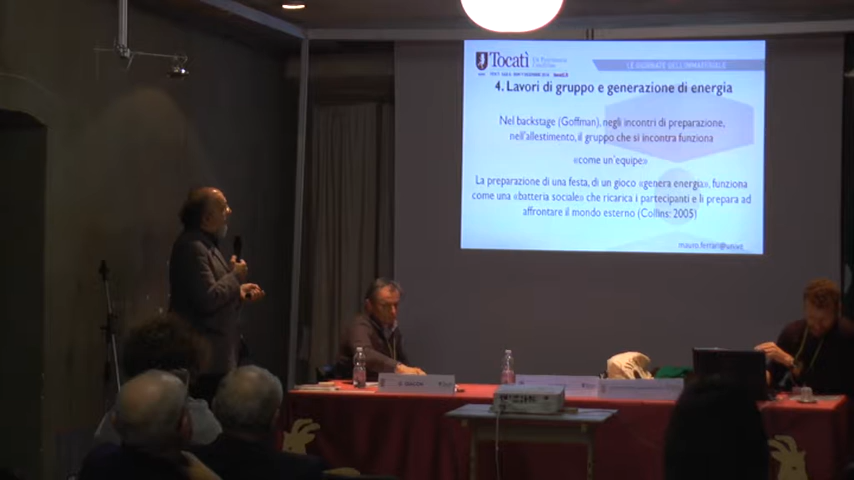 Tocatì
LE GIORNATE DELL'IMMATERIALE
4. Lavori di gruppo e generazione di energia
Nel backstage (Goffman), negli incontri di preparazione,
nell'allestimento, il gruppo che si incontra funziona
«come un'equipe»
La preparazione di una festa, di un gioco «genera energia», funziona
come una «batteria sociale» che ricarica i partecipanti e li prepara ad
affrontare il mondo esterno (Collins: 2005)